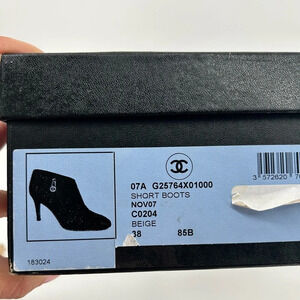 07A G25764X01000
SHORT BOOTS
NOV07
C0204
BEIGE
38 85B
3 572620
183024